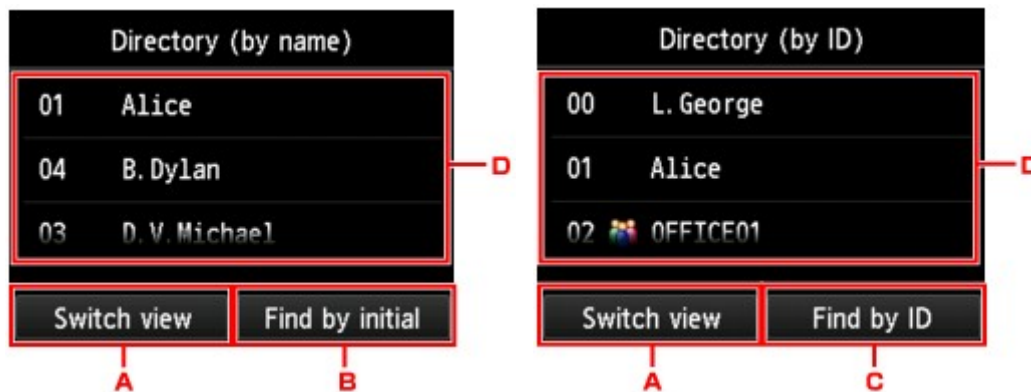 Directory (by name)
01 Alice
04 B.Dylan
03 D.V.Michael
Switch view Find by initial
A B
D
Directory (by ID)
00 L.George
01 Alice
02 OFFICE01
Switch view Find by ID
A C
D